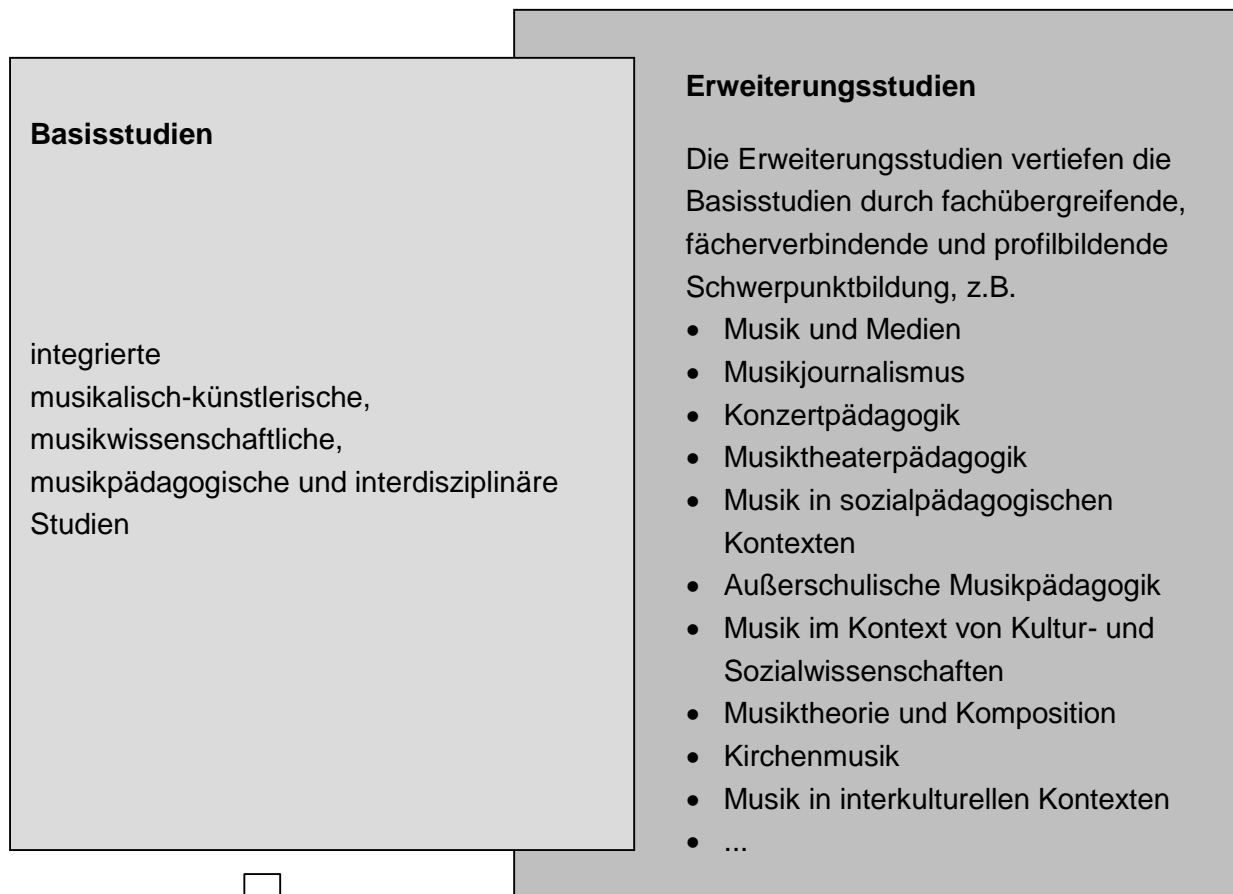 Basisstudien
integrierte
musikalisch-künstlerische,
musikwissenschaftliche,
musikpädagogische und interdisziplinäre
Studien
Erweiterungsstudien
Die Erweiterungsstudien vertiefen die
Basisstudien durch fachübergreifende,
fächerverbindende und profilbildende
Schwerpunktbildung, z.B.
• Musik und Medien
• Musikjournalismus
• Konzertpädagogik
• Musiktheaterpädagogik
• Musik in sozialpädagogischen
Kontexten
• Außerschulische Musikpädagogik
• Musik im Kontext von Kultur- und
Sozialwissenschaften
• Musiktheorie und Komposition
• Kirchenmusik
• Musik in interkulturellen Kontexten
• ...